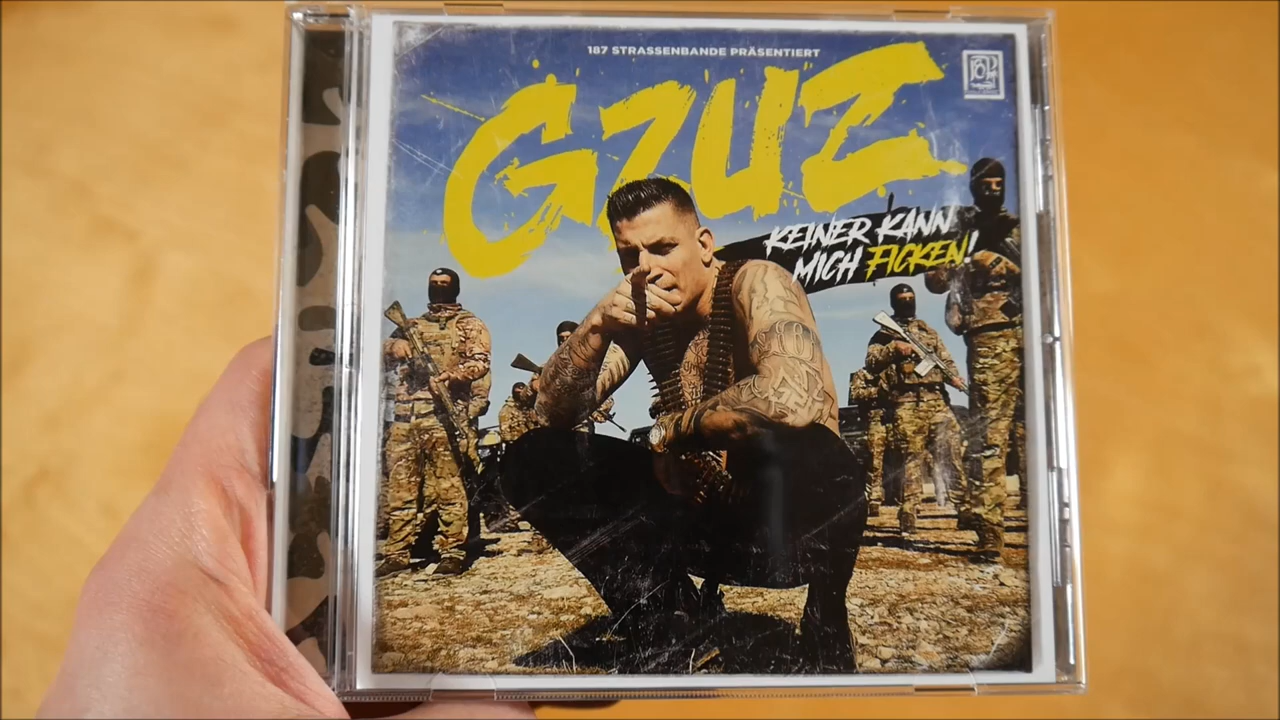 187 STRASSENBANDE PRÄSENTIERT
GZUZ
KEINER KANN
MICH FICKEN!